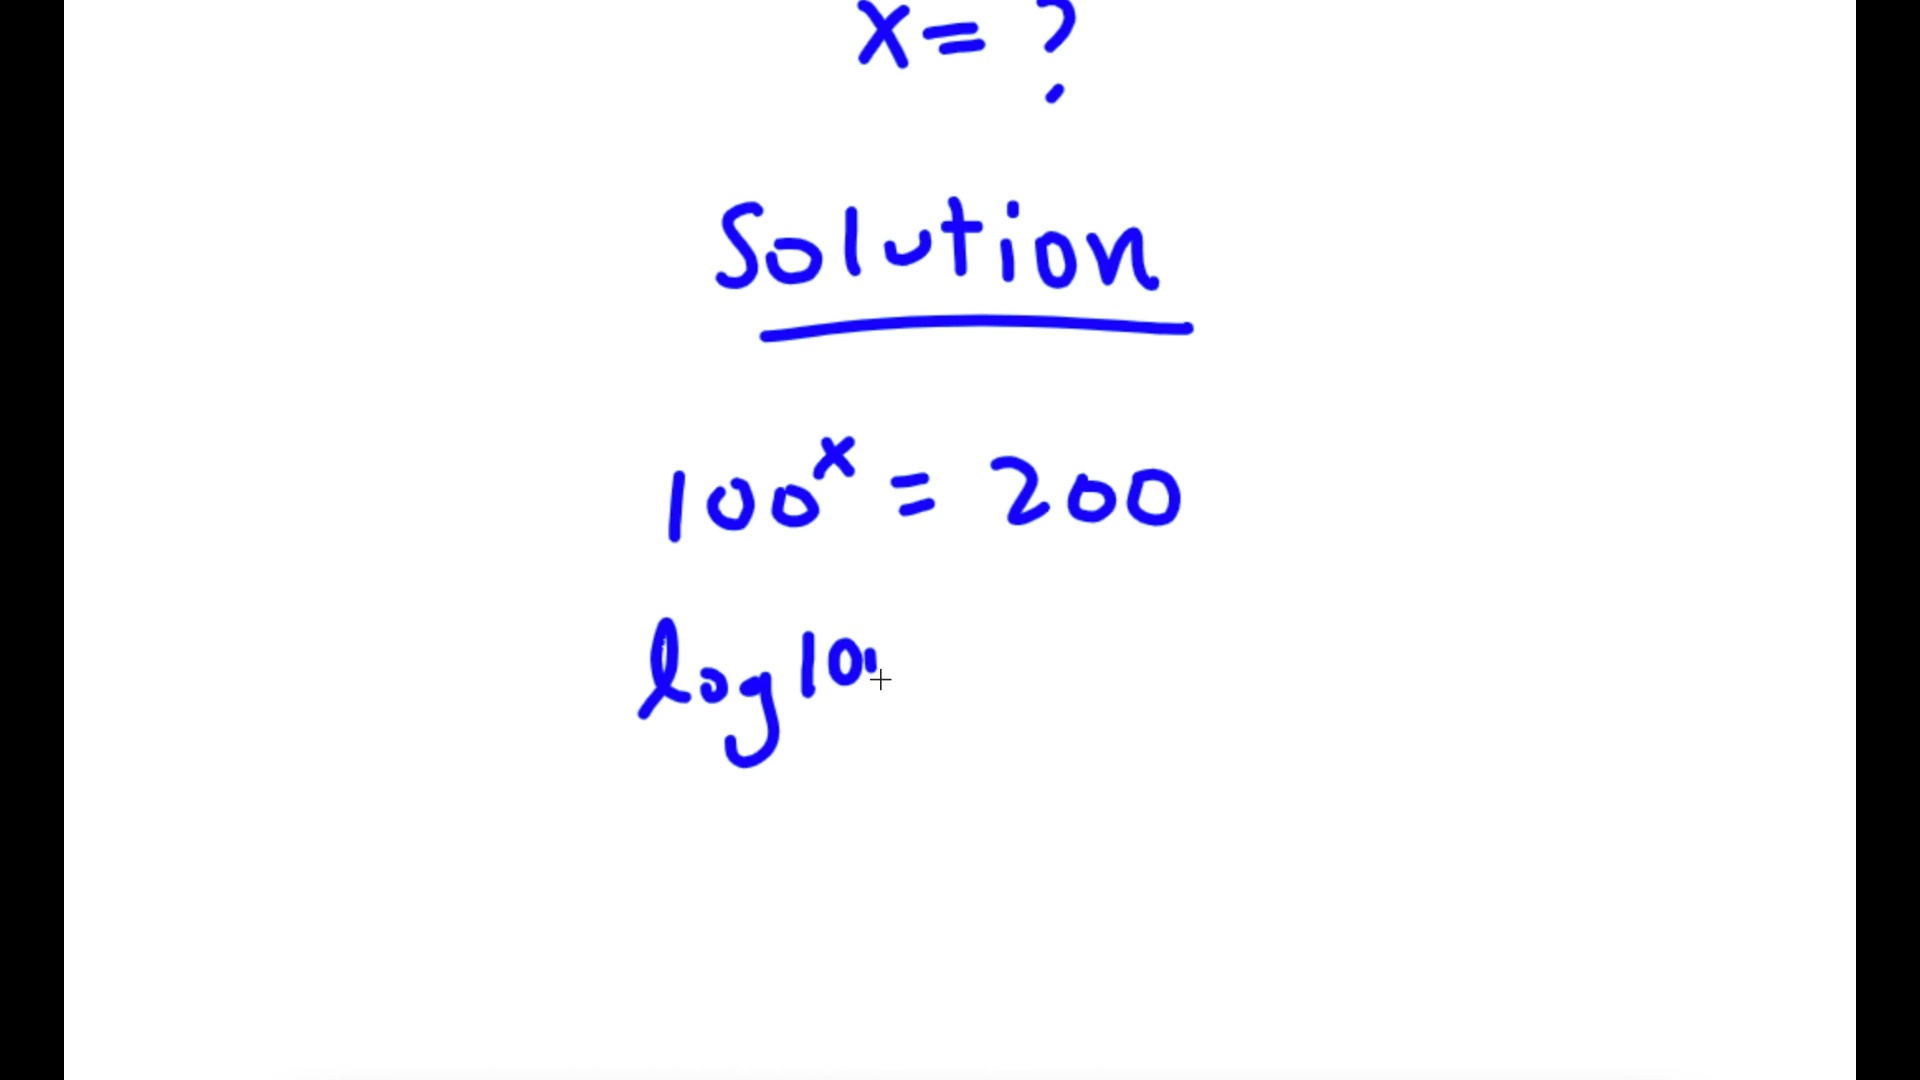 x = ?
Solution
100^x = 200
log 10